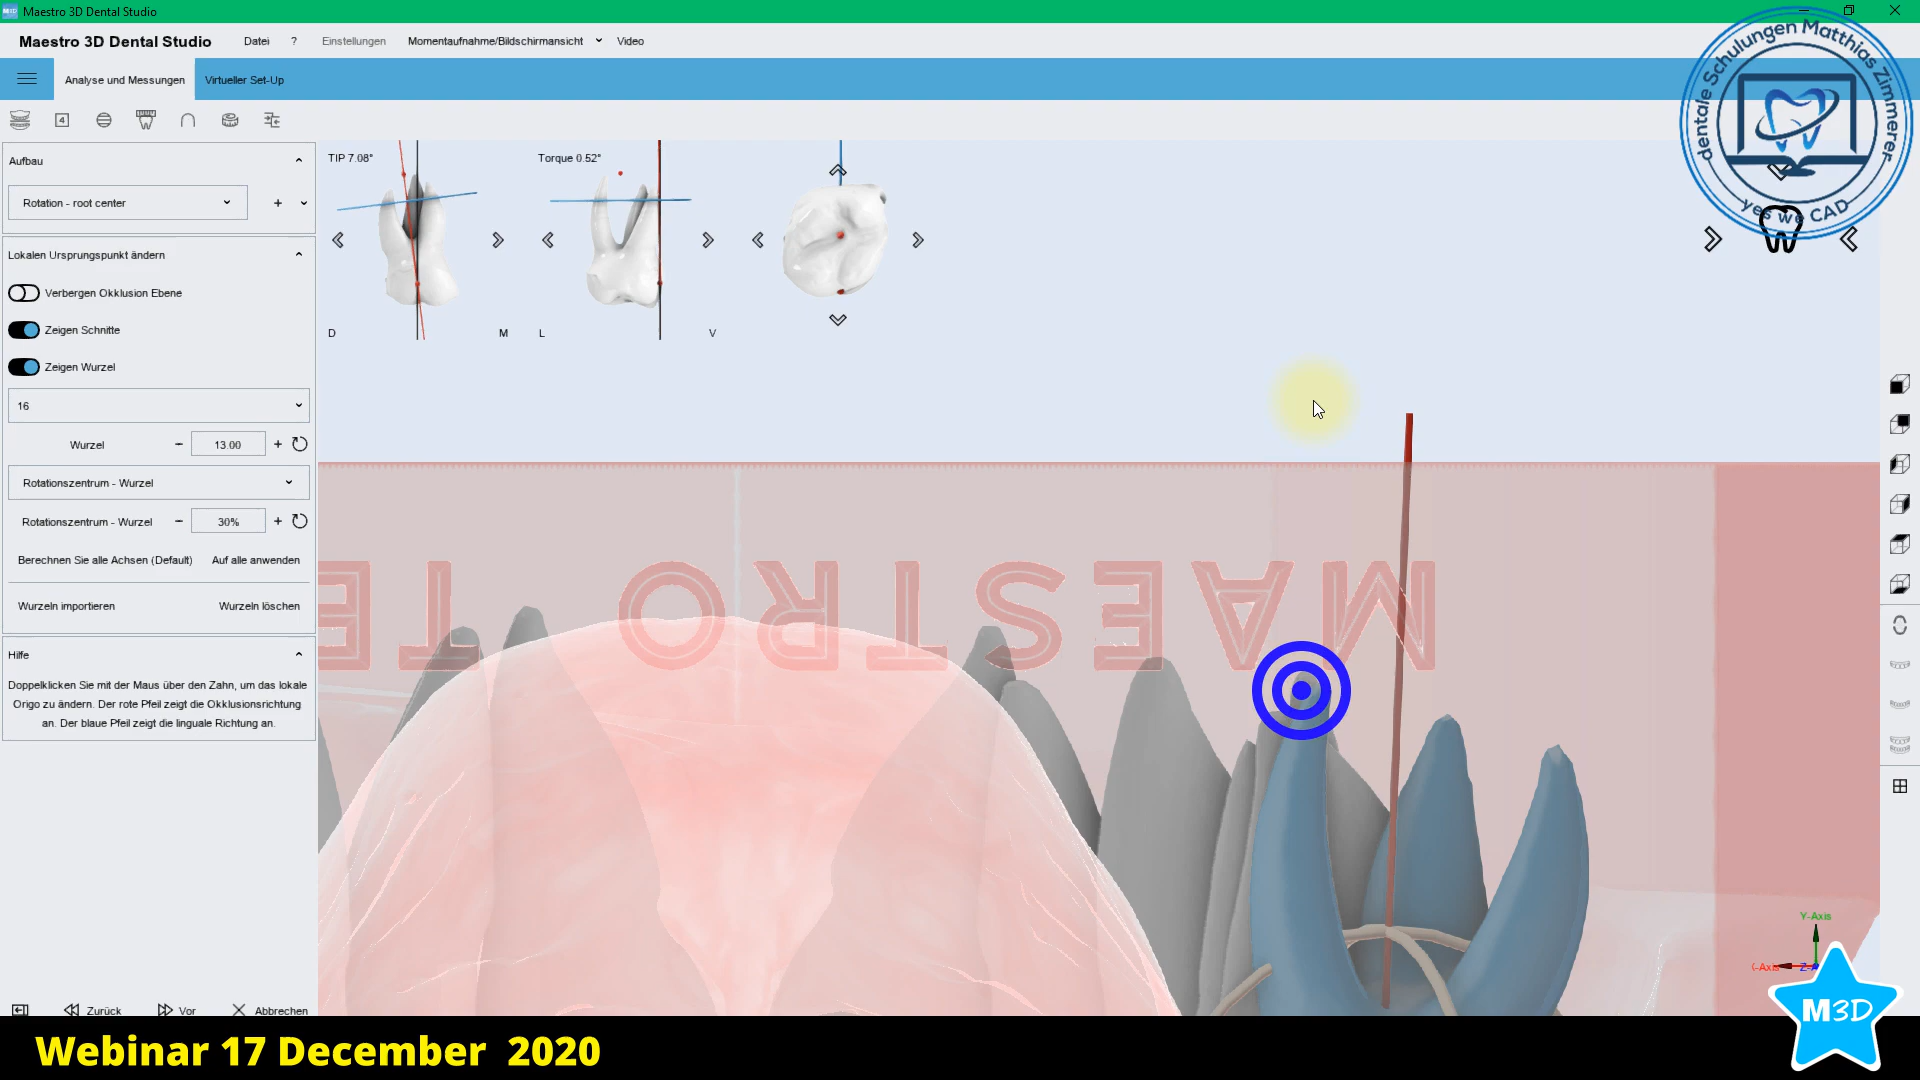 Maestro 3D Dental Studio
Maestro 3D Dental Studio Datei ? Einstellungen Momentaufnahme/Bildschirmansicht Video
Analyse und Messungen Virtueller Set-Up
dentale Schulungen Matthias Zimmerer
yes we CAD
4
Aufbau
Rotation - root center +
Lokalen Ursprungspunkt ändern
Verbergen Okklusion Ebene
Zeigen Schnitte
Zeigen Wurzel
16
Wurzel - 13.00 +
Rotationszentrum - Wurzel
Rotationszentrum - Wurzel - 30% +
Berechnen Sie alle Achsen (Default) Auf alle anwenden
Wurzeln importieren Wurzeln löschen
Hilfe
Doppelklicken Sie mit der Maus über den Zahn, um das lokale
Origo zu ändern. Der rote Pfeil zeigt die Okklusionsrichtung
an. Der blaue Pfeil zeigt die linguale Richtung an.
Zurück Vor Abbrechen
TIP 7.08° Torque 0.52°
D M L V
MAESTRO
TE
Y-Axis
-Axis Z-A
M3D
Webinar 17 December 2020